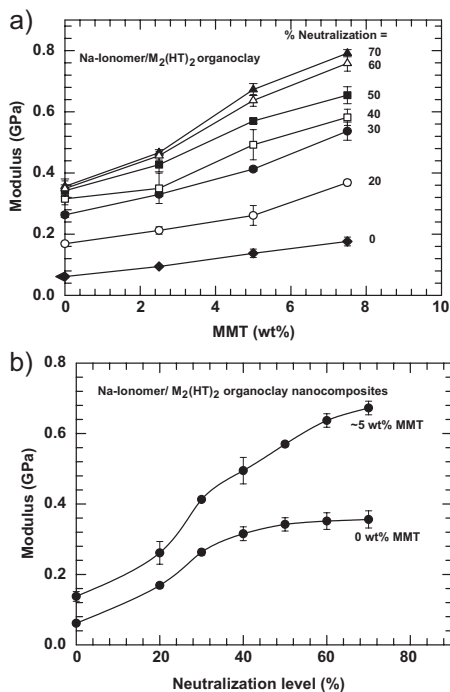 a)
Na-Ionomer/M2(HT)2 organoclay
% Neutralization =
70
60
50
40
30
20
0
Modulus (GPa)
0.8
0.6
0.4
0.2
0.0
0 2 4 6 8 10
MMT (wt%)
b)
Na-Ionomer/ M2(HT)2 organoclay nanocomposites
~5 wt% MMT
0 wt% MMT
Modulus (GPa)
0.8
0.6
0.4
0.2
0.0
0 20 40 60 80
Neutralization level (%)